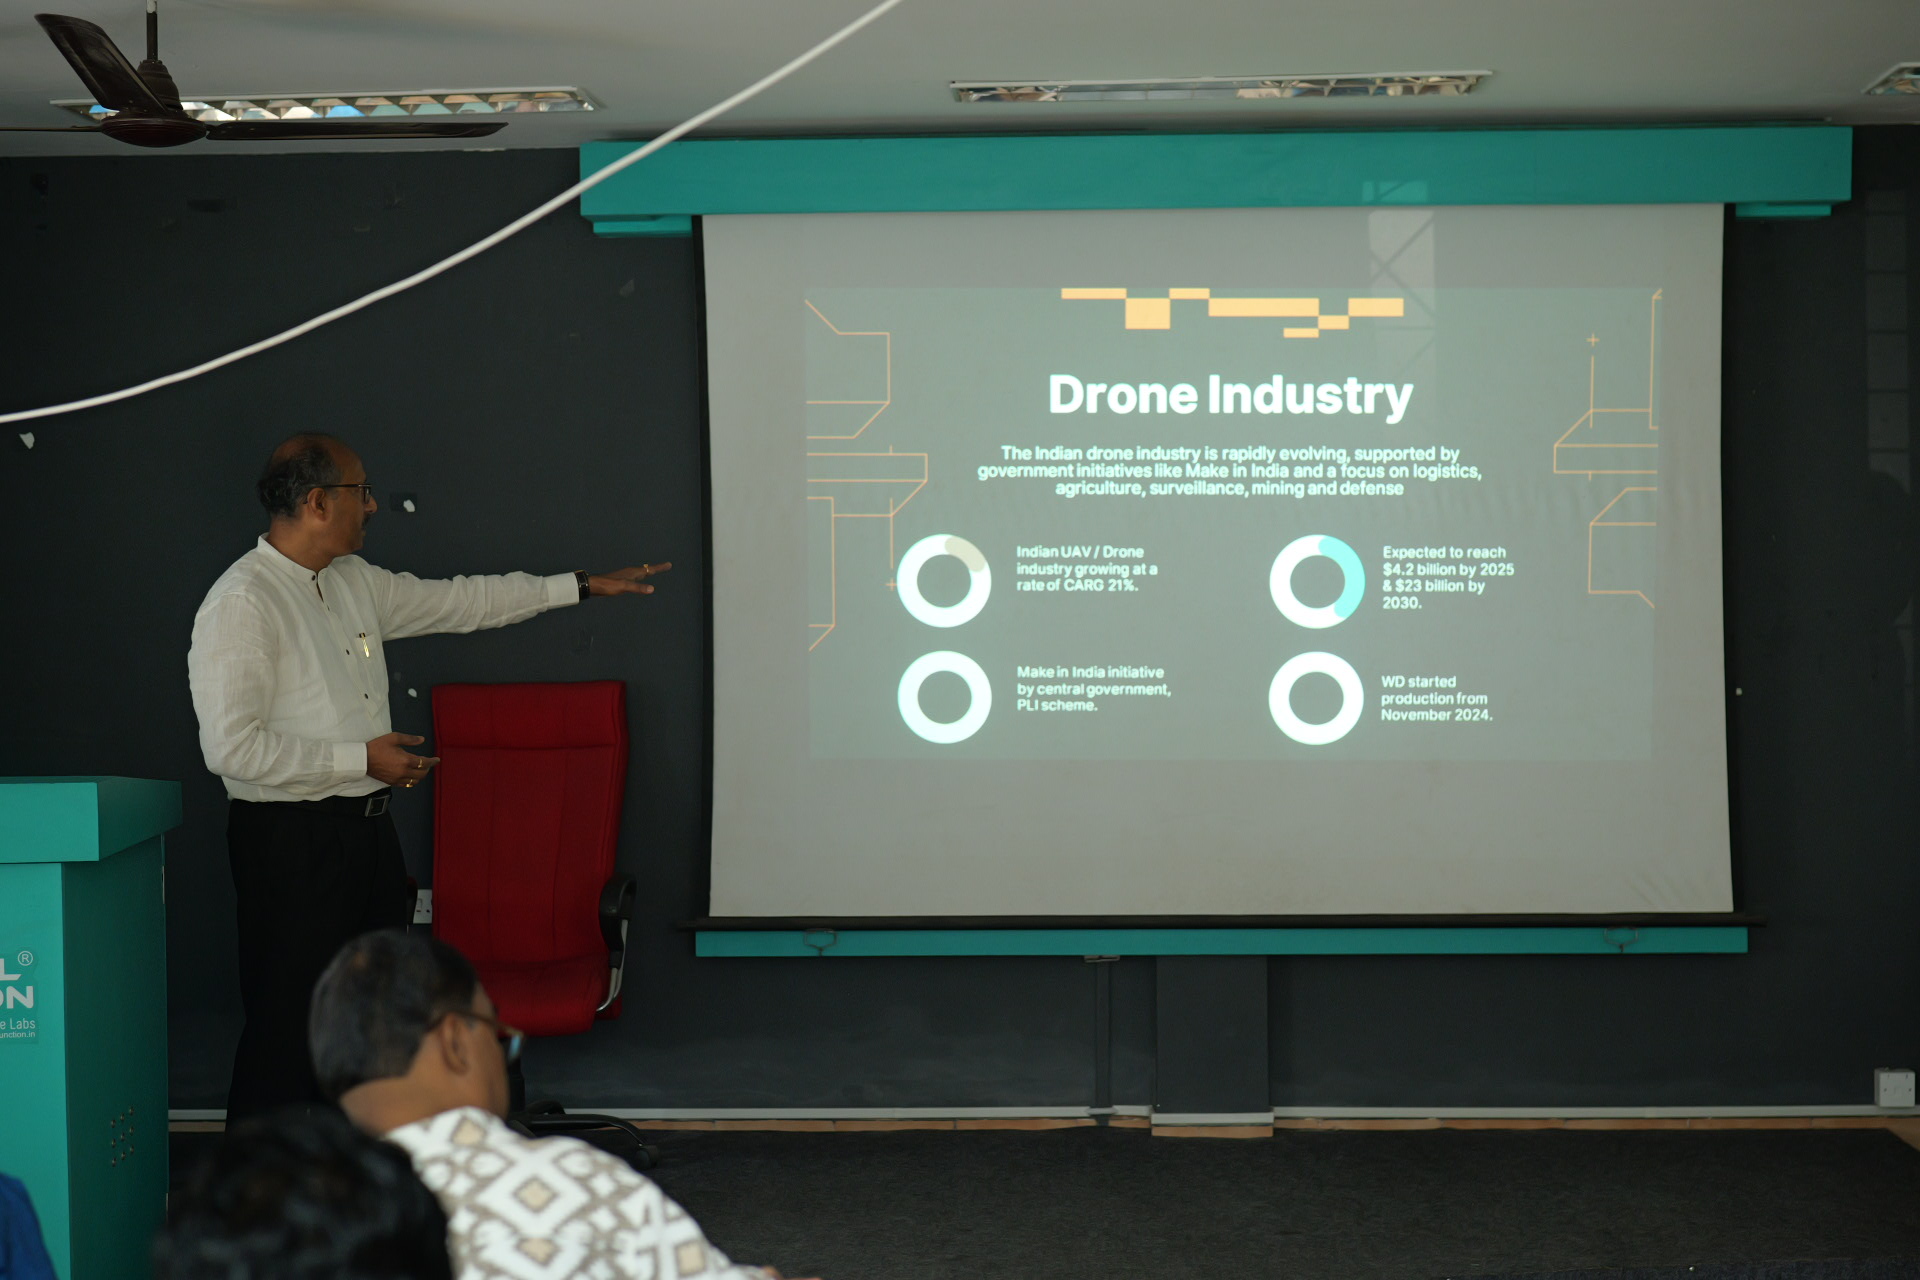 Drone Industry
The Indian drone industry is rapidly evolving, supported by
government initiatives like Make in India and a focus on logistics,
agriculture, surveillance, mining and defense
Indian UAV / Drone
industry growing at a
rate of CARG 21%.
Expected to reach
$4.2 billion by 2025
& $23 billion by
2030.
Make in India initiative
by central government,
PLI scheme.
WD started
production from
November 2024.
L®
ON
e Labs
unction.in